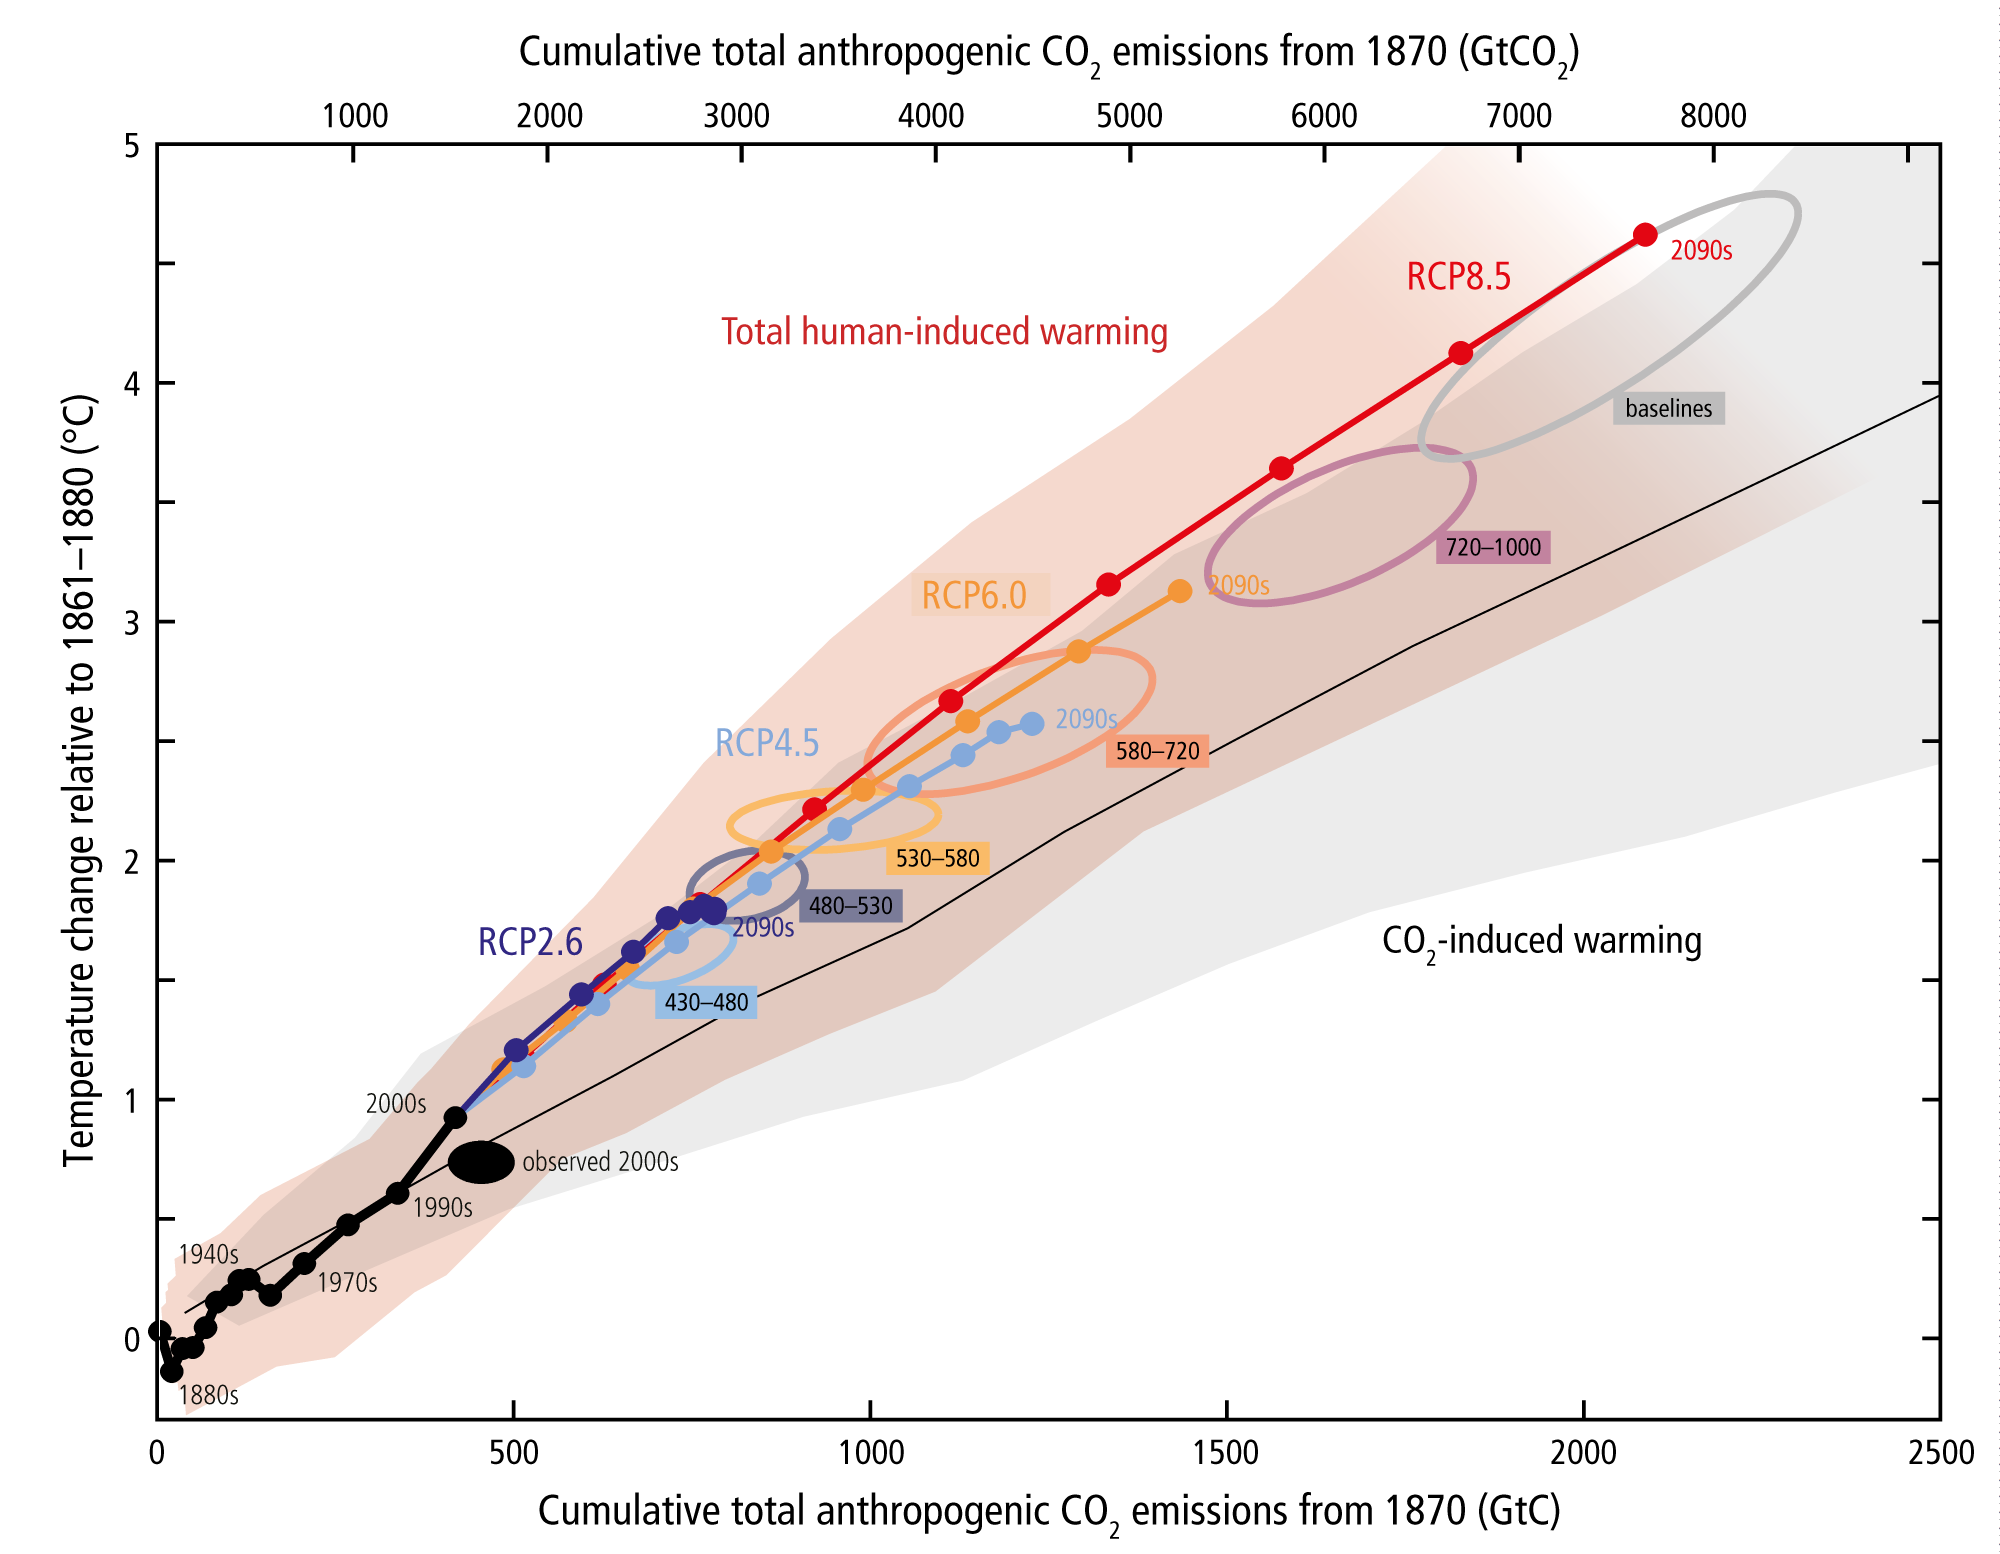 Cumulative total anthropogenic CO₂ emissions from 1870 (GtCO₂)
1000 2000 3000 4000 5000 6000 7000 8000
5
2090s
RCP8.5
Total human-induced warming
4
baselines
720–1000
RCP6.0
2090s
3
2090s
RCP4.5
580–720
530–580
2
480–530
2090s
RCP2.6
CO₂-induced warming
430–480
2000s
1
observed 2000s
1990s
1940s
1970s
0
1880s
Temperature change relative to 1861–1880 (°C)
0 500 1000 1500 2000 2500
Cumulative total anthropogenic CO₂ emissions from 1870 (GtC)